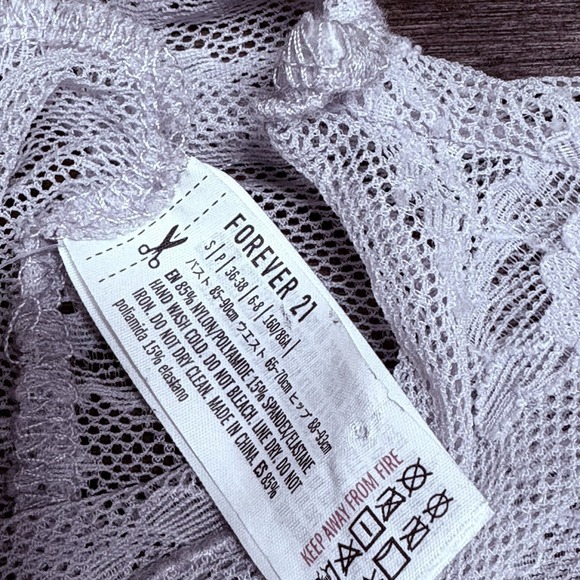 FOREVER 21
S | P | 36-38 | 6-8 | 160/86A |
バスト 85-90cm ウエスト 65-70cm ヒップ 88-93cm
EN 85% NYLON/POLYAMIDE 15% SPANDEX/ELASTANE
HAND WASH COLD. DO NOT BLEACH. LINE DRY. DO NOT
IRON. DO NOT DRY CLEAN. MADE IN CHINA. ES 85%
poliamida 15% elastano
KEEP AWAY FROM FIRE